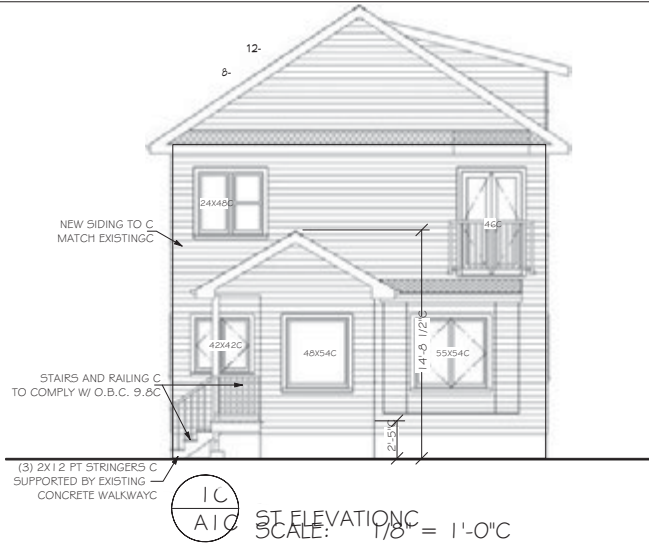 12-
8-
24X48C
46C
NEW SIDING TO C
MATCH EXISTINGC
14'-8 1/2"C
42X42C
48X54C
55X54C
STAIRS AND RAILING C
TO COMPLY W/ O.B.C. 9.8C
2'-5"C
(3) 2X12 PT STRINGERS C
SUPPORTED BY EXISTING
CONCRETE WALKWAYC
1C
A1C
ST ELEVATIONC
SCALE: 1/8" = 1'-0"C